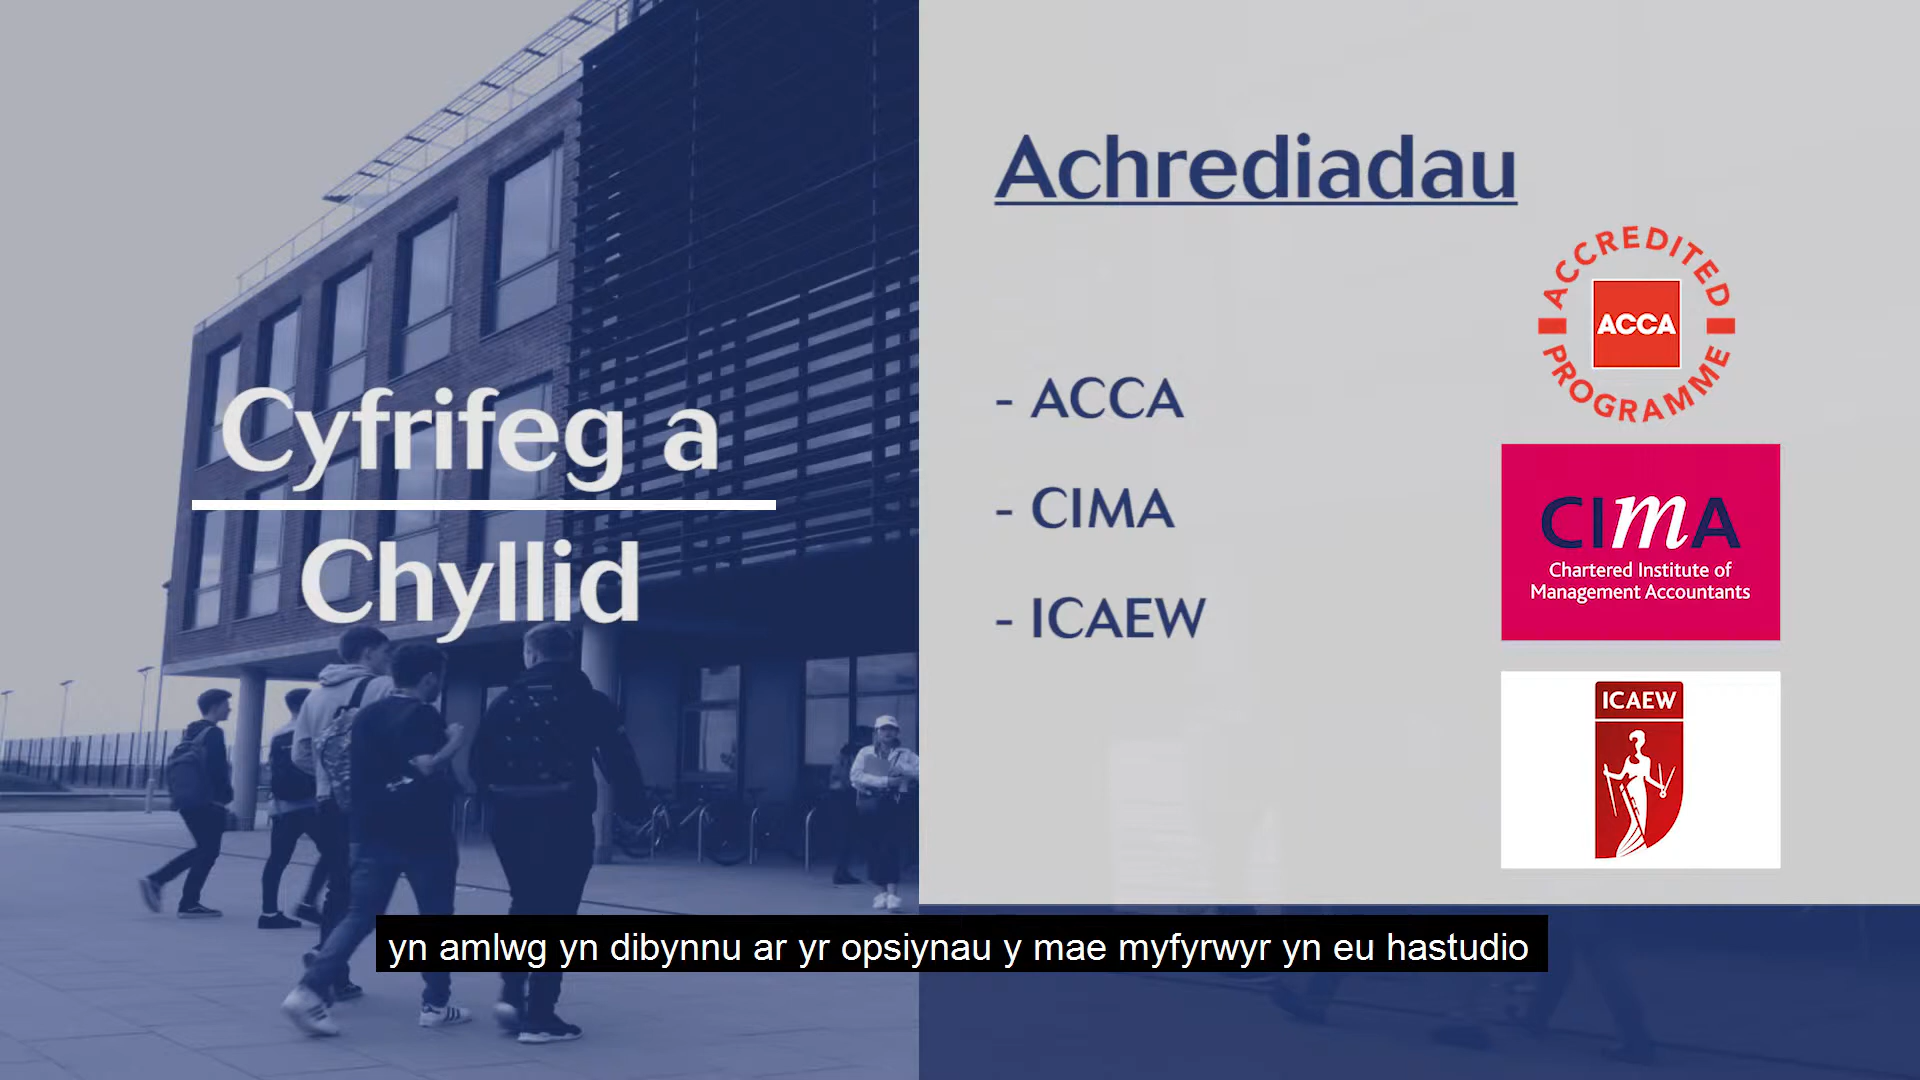 Cyfrifeg a
Chyllid
Achrediadau
- ACCA
- CIMA
- ICAEW
ACCREDITED
ACCA
PROGRAMME
CIMA
Chartered Institute of
Management Accountants
ICAEW
yn amlwg yn dibynnu ar yr opsiynau y mae myfyrwyr yn eu hastudio